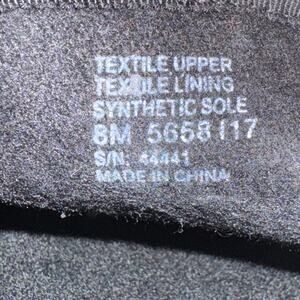 TEXTILE UPPER
TEXTILE LINING
SYNTHETIC SOLE
8M 5658117
S/N: 44441
MADE IN CHINA